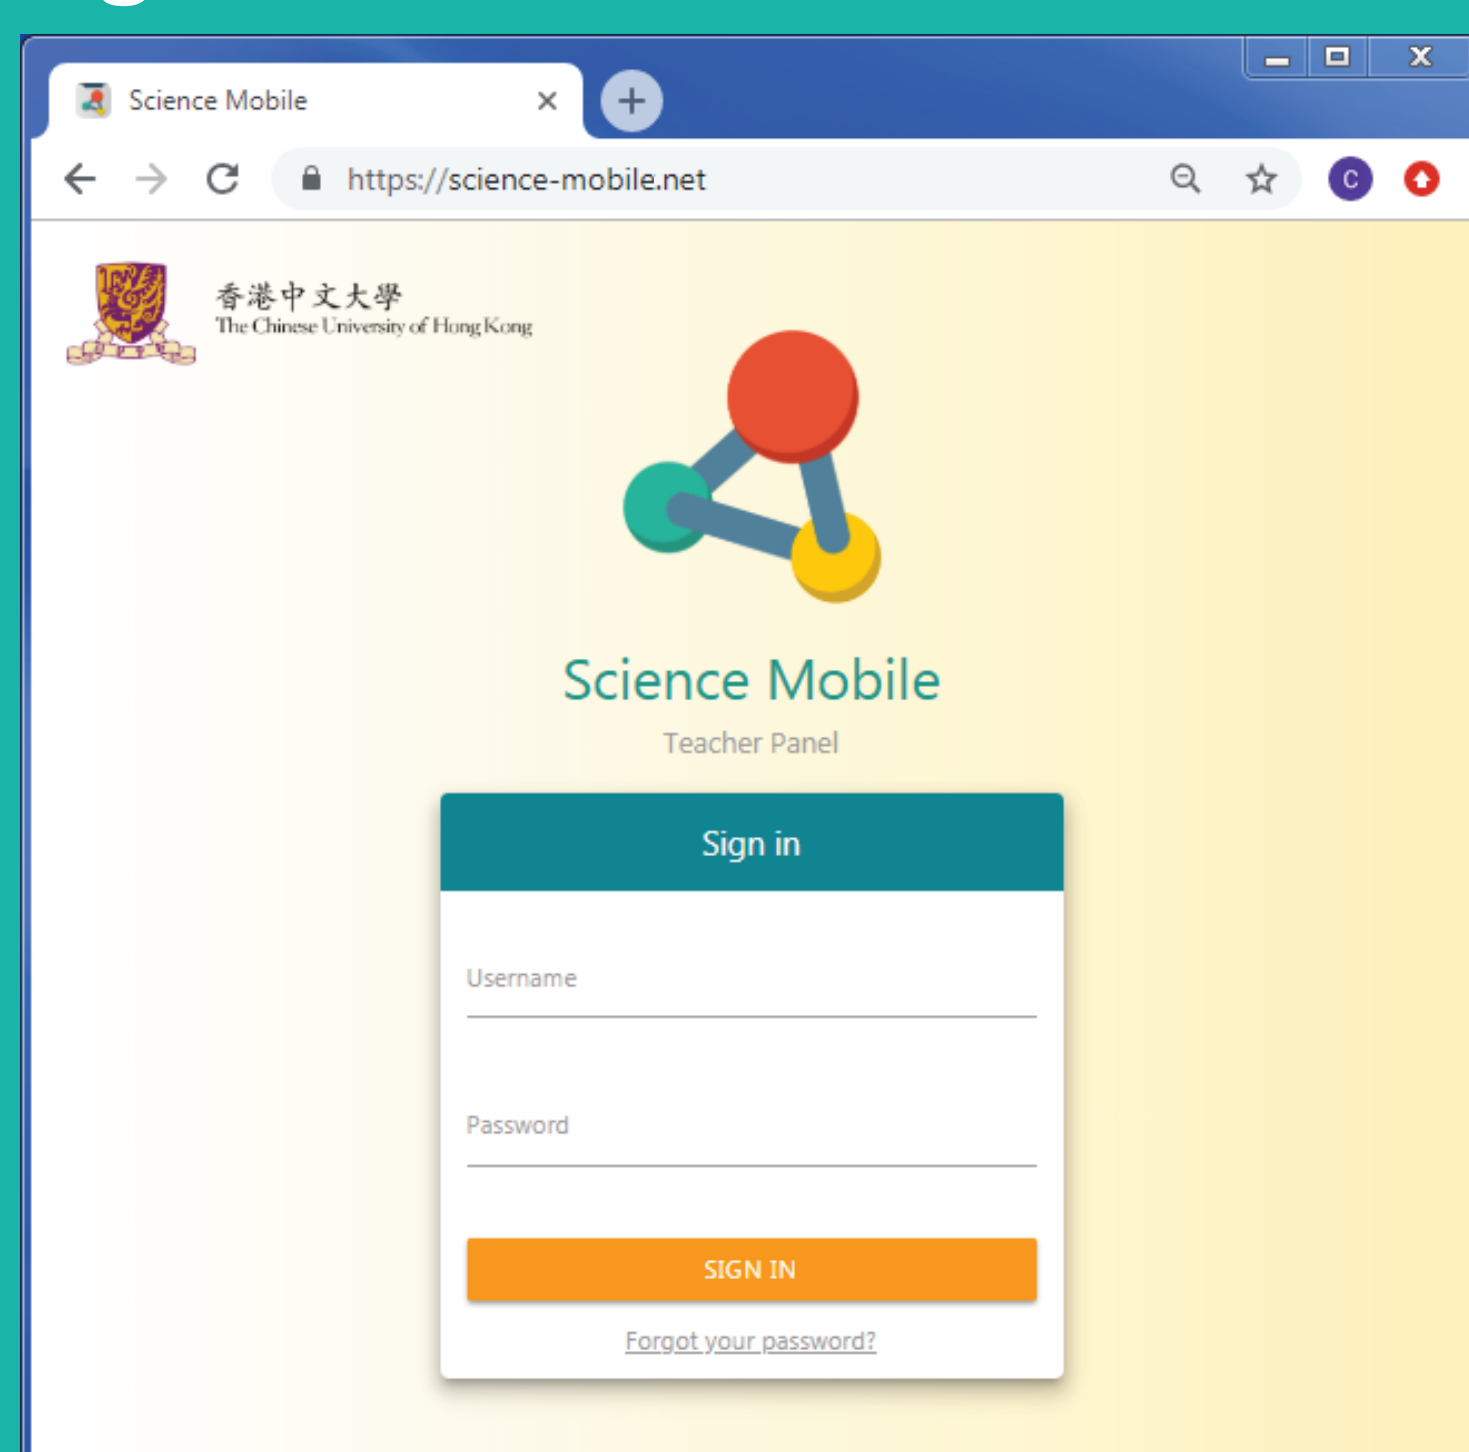 Science Mobile
https://science-mobile.net
C
香港中文大學
The Chinese University of Hong Kong
Science Mobile
Teacher Panel
Sign in
Username
Password
SIGN IN
Forgot your password?